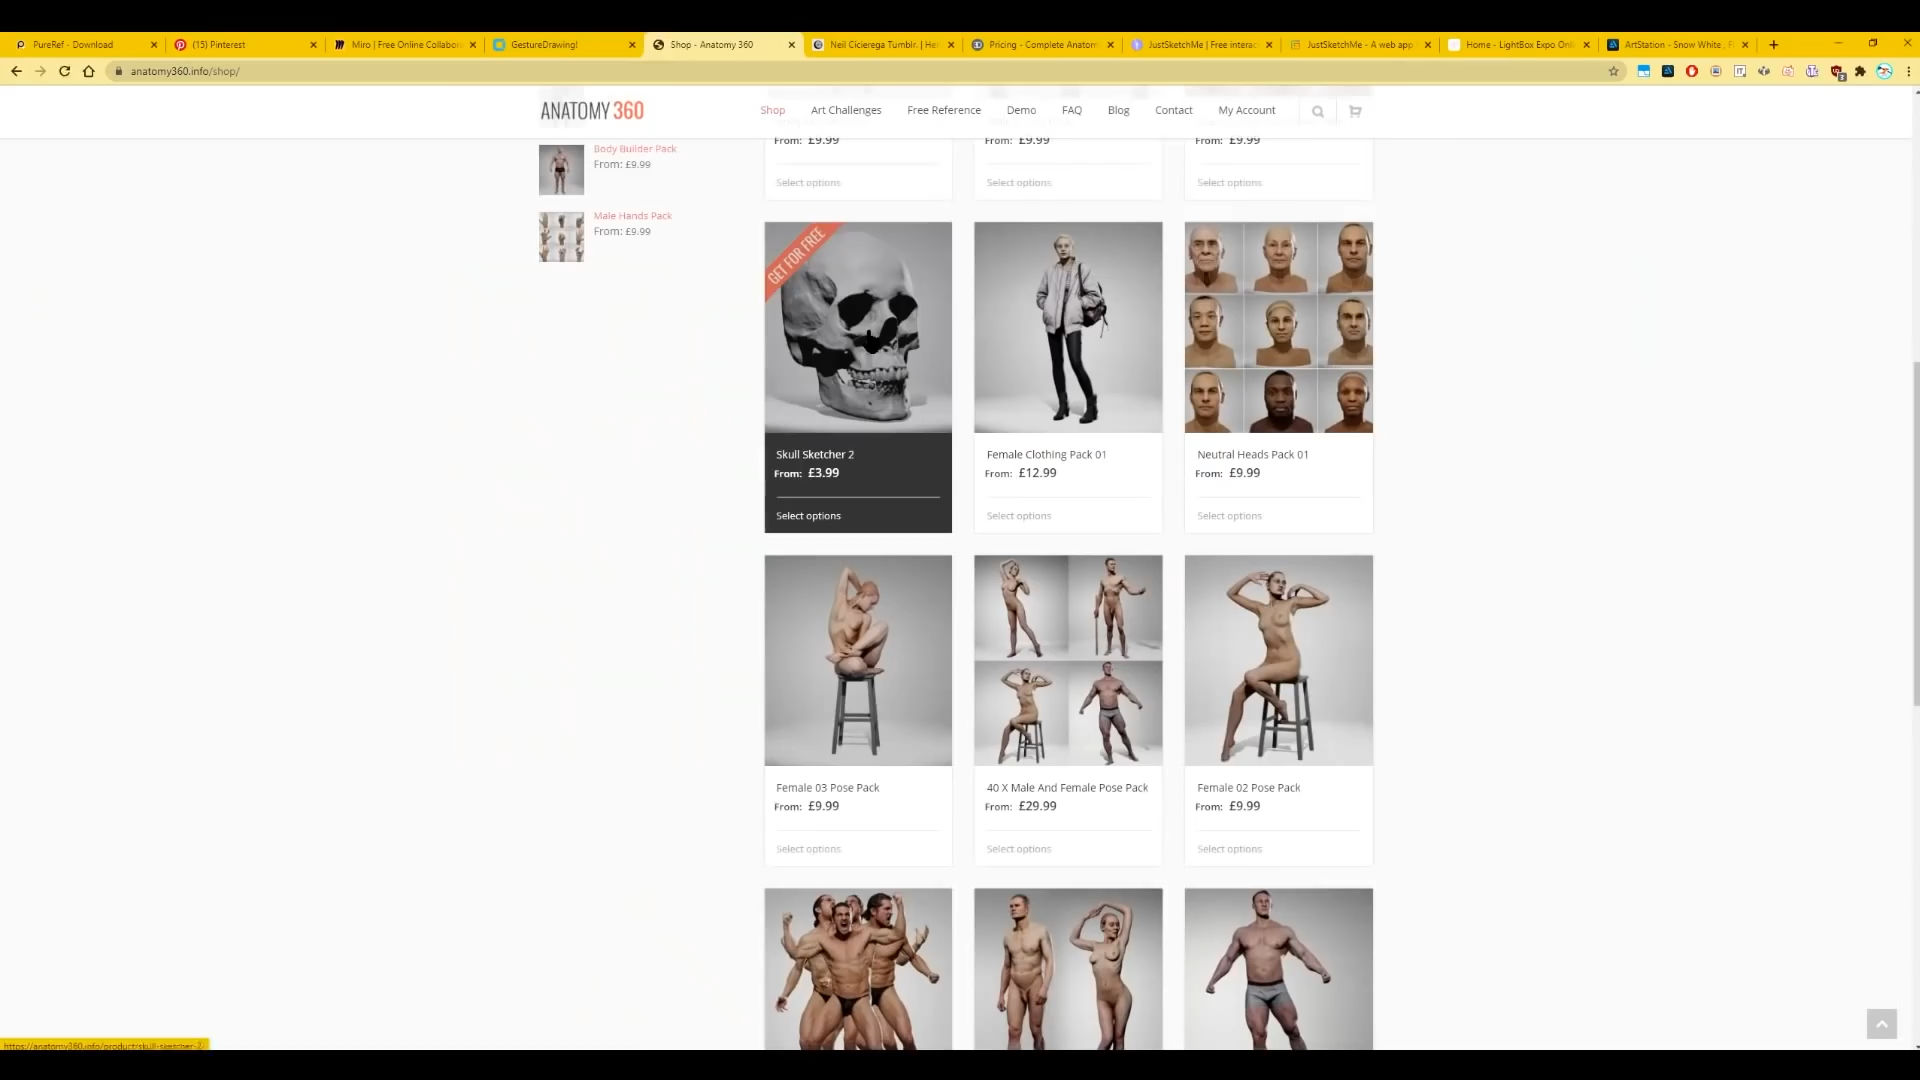 PureRef - Download
(15) Pinterest
Miro | Free Online Collabor
GestureDrawing!
Shop - Anatomy 360
Neil Cicierega Tumblr. | He
Pricing - Complete Anatom
JustSketchMe | Free interac
JustSketchMe - A web app
Home - LightBox Expo Onl
ArtStation - Snow White , F
anatomy360.info/shop/
ANATOMY 360
Shop
Art Challenges
Free Reference
Demo
FAQ
Blog
Contact
My Account
Body Builder Pack
From: £9.99
Male Hands Pack
From: £9.99
From: £9.99
From: £9.99
From: £9.99
Select options
Select options
Select options
GET FOR FREE
Skull Sketcher 2
From: £3.99
Select options
Female Clothing Pack 01
From: £12.99
Select options
Neutral Heads Pack 01
From: £9.99
Select options
Female 03 Pose Pack
From: £9.99
Select options
40 X Male And Female Pose Pack
From: £29.99
Select options
Female 02 Pose Pack
From: £9.99
Select options
https://anatomy360.info/product/skull-sketcher-2